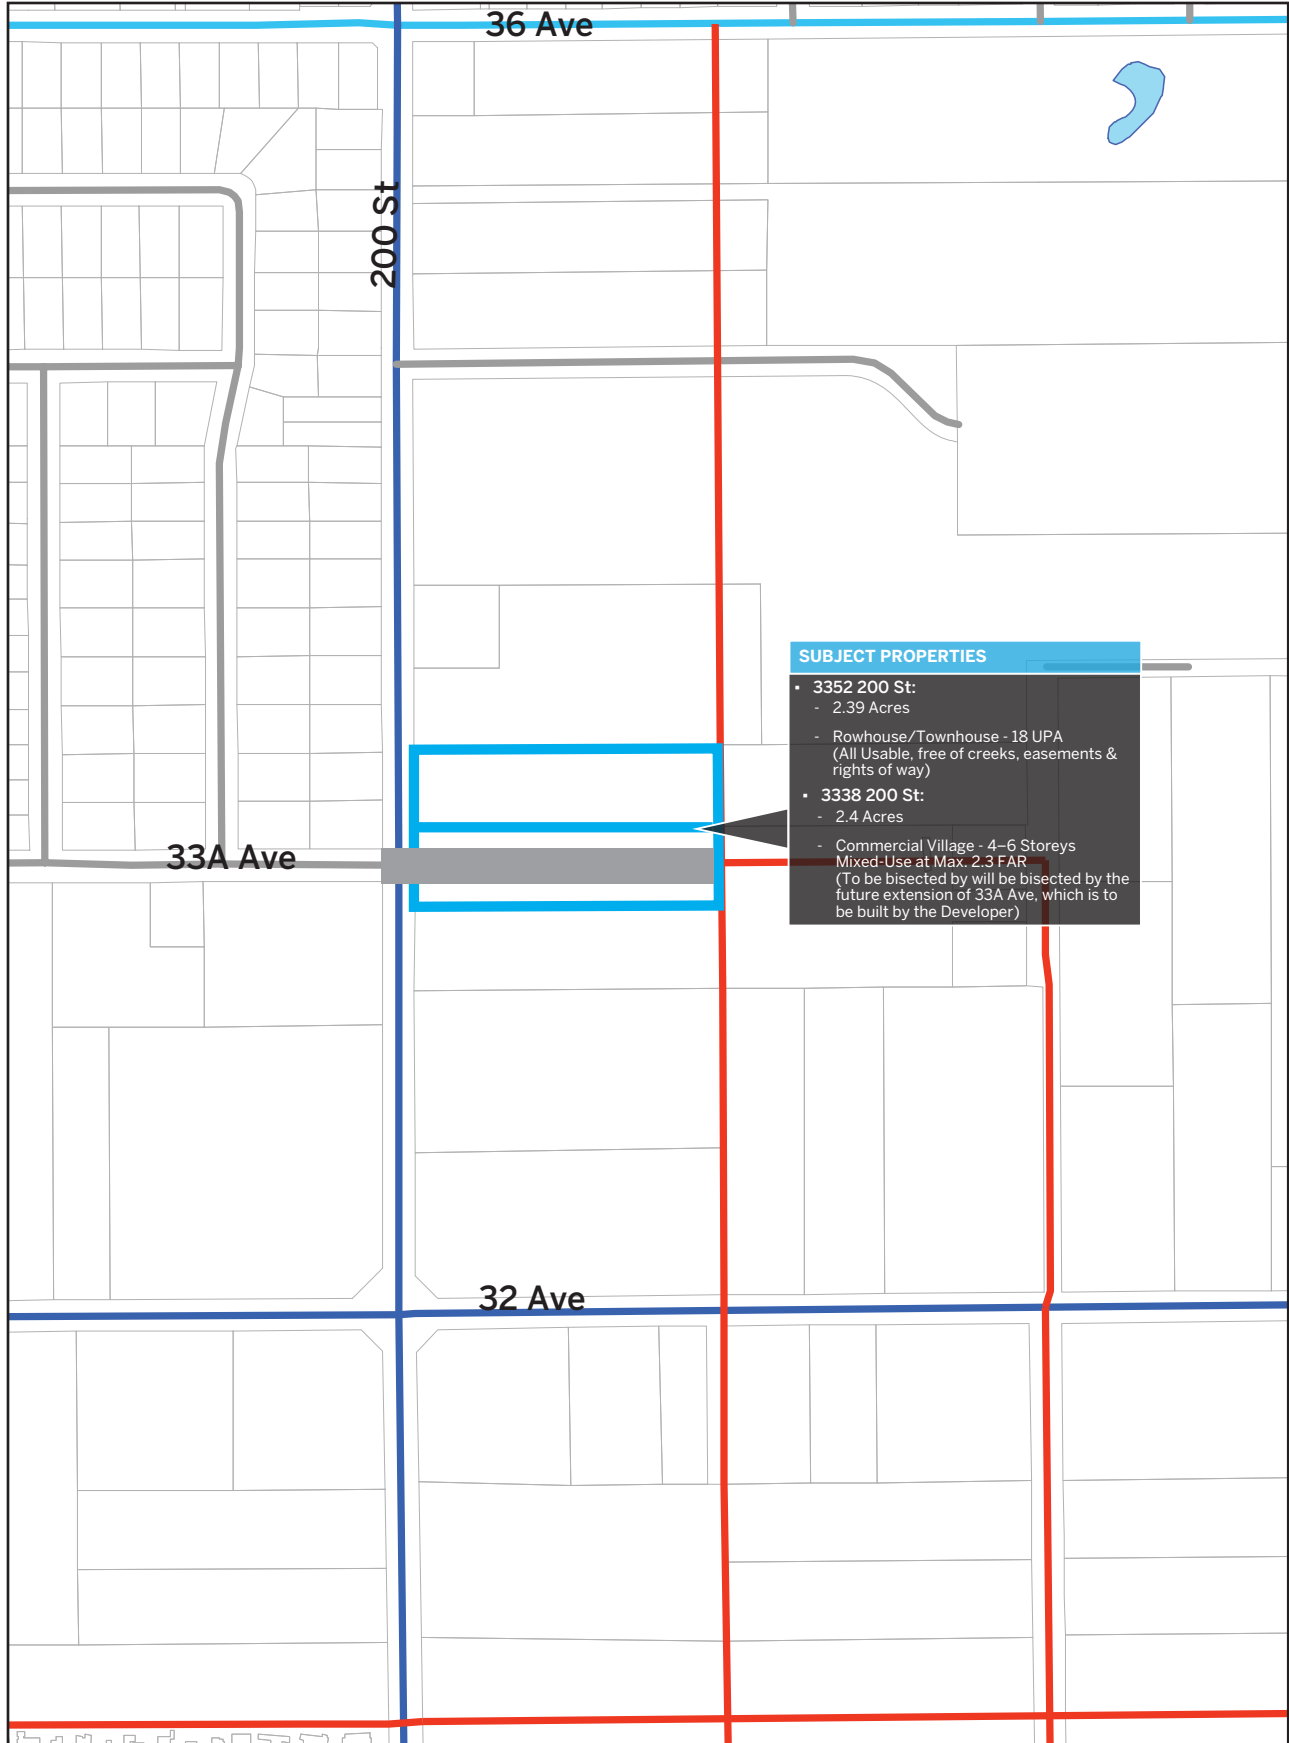 36 Ave
200 St
SUBJECT PROPERTIES
▪ 3352 200 St:
- 2.39 Acres
- Rowhouse/Townhouse - 18 UPA
(All Usable, free of creeks, easements &
rights of way)
▪ 3338 200 St:
- 2.4 Acres
- Commercial Village - 4–6 Storeys
Mixed-Use at Max. 2.3 FAR
(To be bisected by will be bisected by the
future extension of 33A Ave, which is to
be built by the Developer)
33A Ave
32 Ave